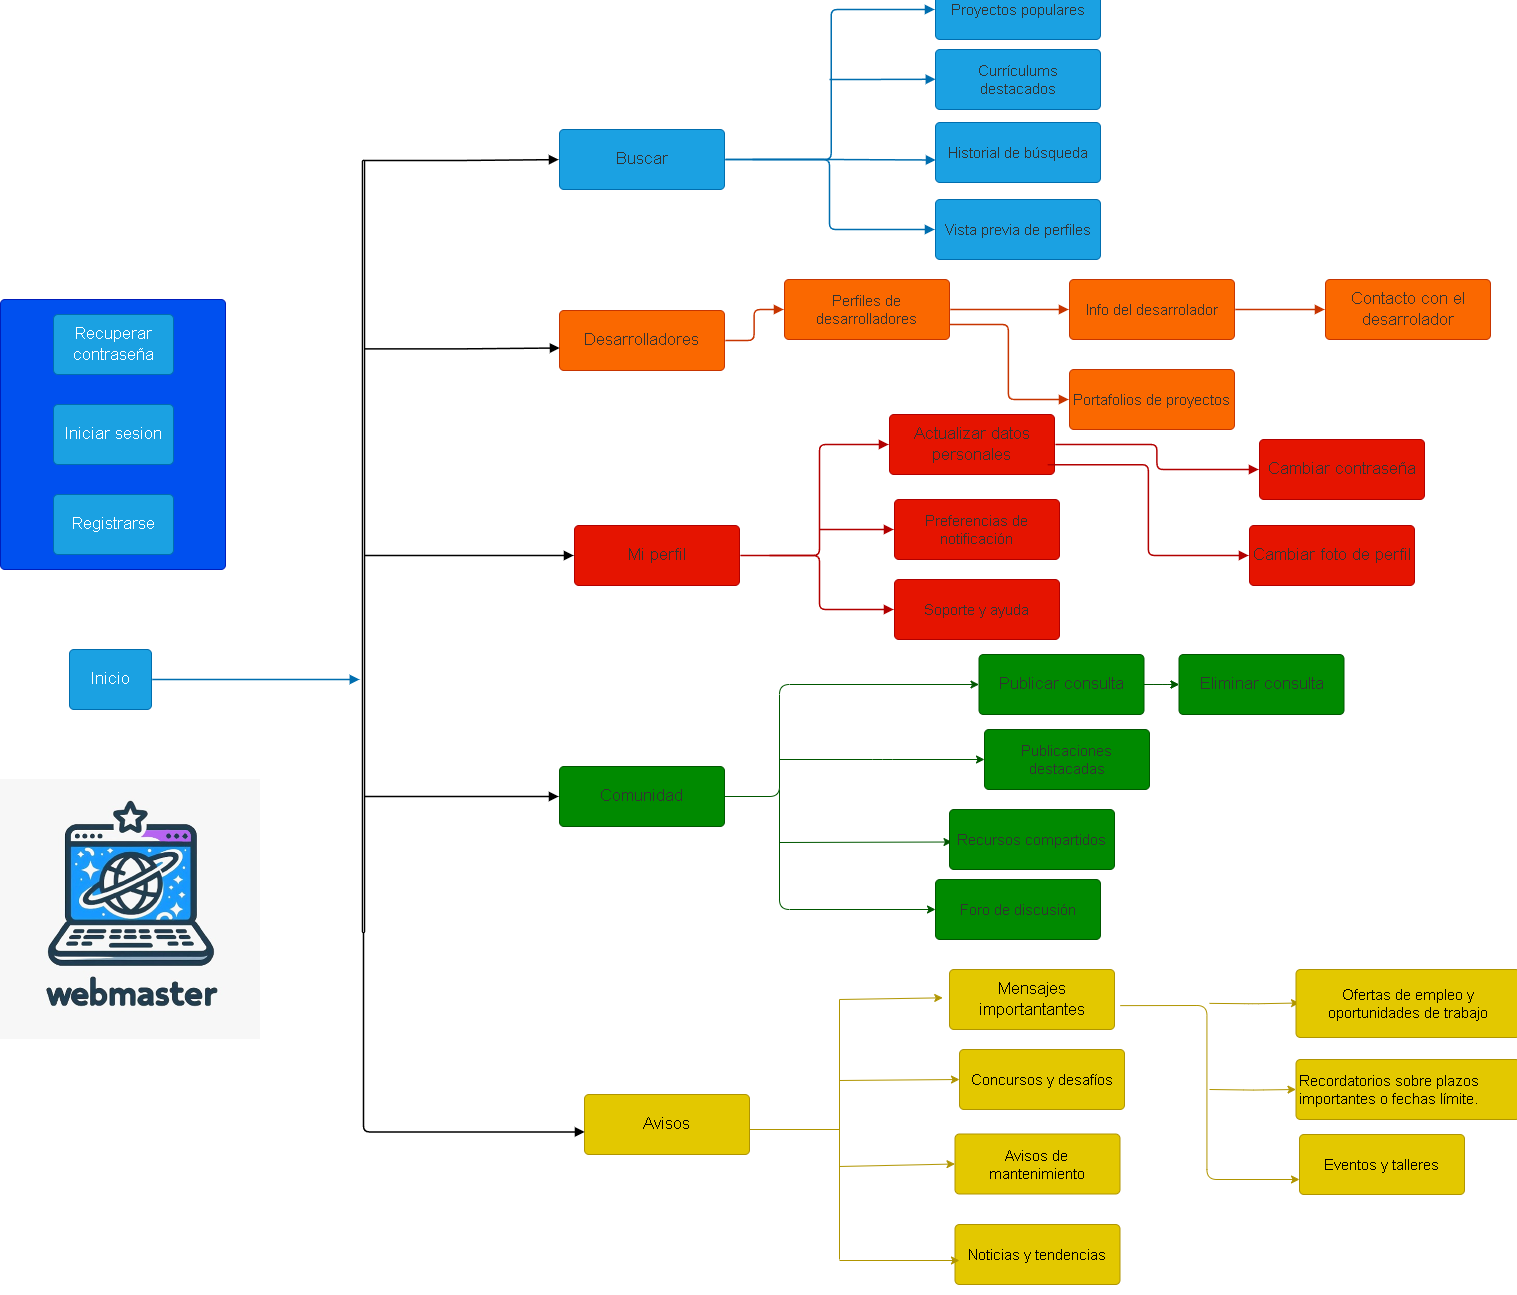 Proyectos populares
Currículums
destacados
Buscar
Historial de búsqueda
Vista previa de perfiles
Recuperar
contraseña
Iniciar sesion
Registrarse
Desarrolladores
Perfiles de
desarrolladores
Info del desarrolador
Contacto con el
desarrolador
Portafolios de proyectos
Mi perfil
Actualizar datos
personales
Cambiar contraseña
Preferencias de
notificación
Cambiar foto de perfil
Soporte y ayuda
Inicio
Comunidad
Publicar consulta
Eliminar consulta
Publicaciones
destacadas
Recursos compartidos
Foro de discusión
webmaster
Avisos
Mensajes
importantantes
Ofertas de empleo y
oportunidades de trabajo
Concursos y desafíos
Recordatorios sobre plazos
importantes o fechas límite.
Avisos de
mantenimiento
Eventos y talleres
Noticias y tendencias